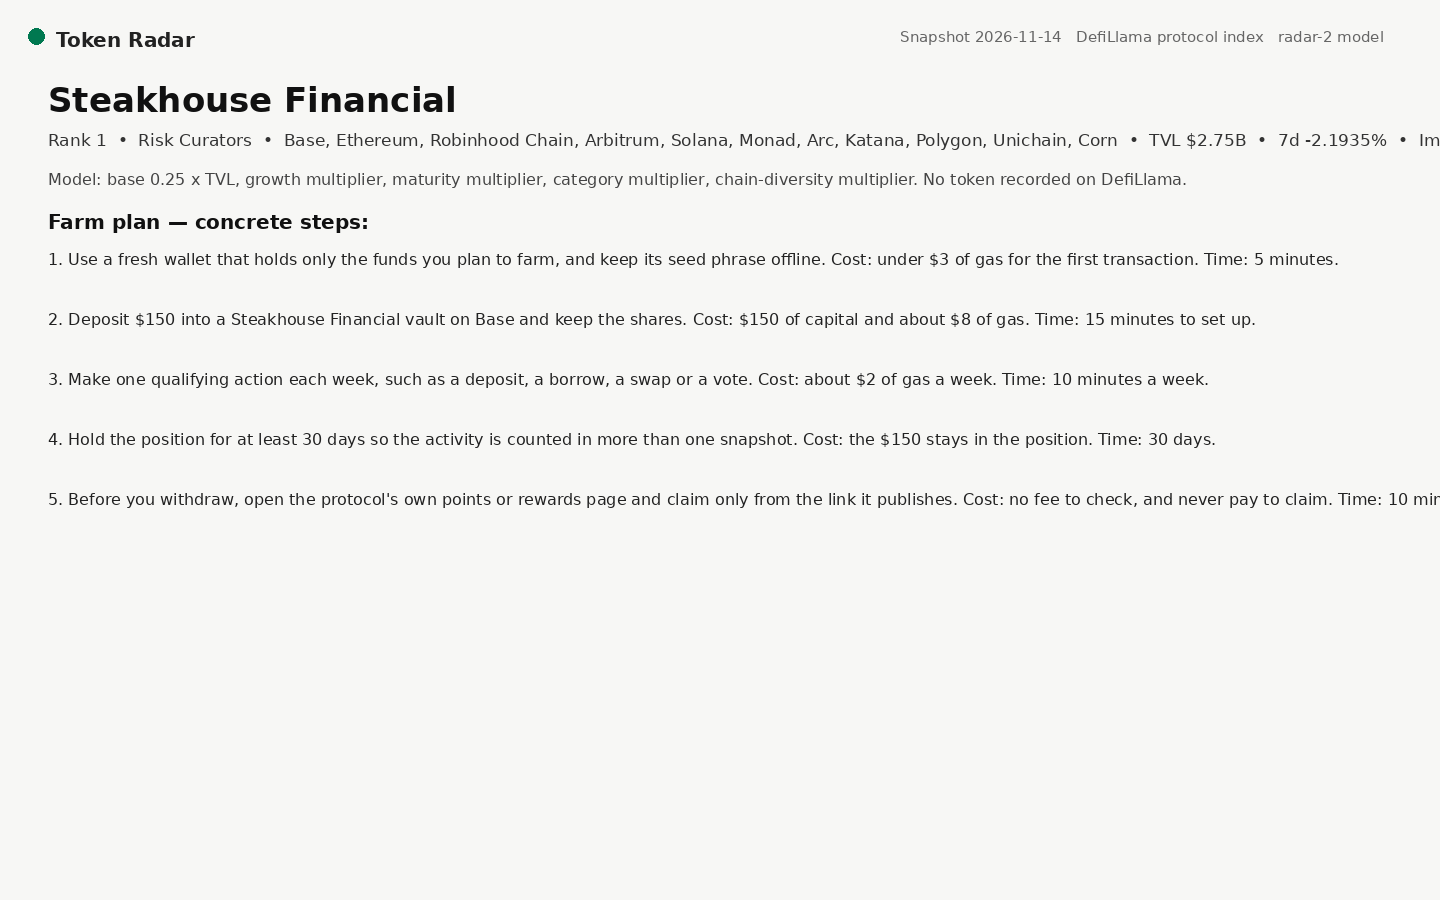 Token Radar
Snapshot 2026-11-14 DefiLlama protocol index radar-2 model
Steakhouse Financial
Rank 1 • Risk Curators • Base, Ethereum, Robinhood Chain, Arbitrum, Solana, Monad, Arc, Katana, Polygon, Unichain, Corn • TVL $2.75B • 7d -2.1935% •
Model: base 0.25 x TVL, growth multiplier, maturity multiplier, category multiplier, chain-diversity multiplier. No token recorded on DefiLlama.
Farm plan — concrete steps:
1. Use a fresh wallet that holds only the funds you plan to farm, and keep its seed phrase offline. Cost: under $3 of gas for the first transaction. Time: 5 minutes.
2. Deposit $150 into a Steakhouse Financial vault on Base and keep the shares. Cost: $150 of capital and about $8 of gas. Time: 15 minutes to set up.
3. Make one qualifying action each week, such as a deposit, a borrow, a swap or a vote. Cost: about $2 of gas a week. Time: 10 minutes a week.
4. Hold the position for at least 30 days so the activity is counted in more than one snapshot. Cost: the $150 stays in the position. Time: 30 days.
5. Before you withdraw, open the protocol's own points or rewards page and claim only from the link it publishes. Cost: no fee to check, and never pay to claim. Time: 10